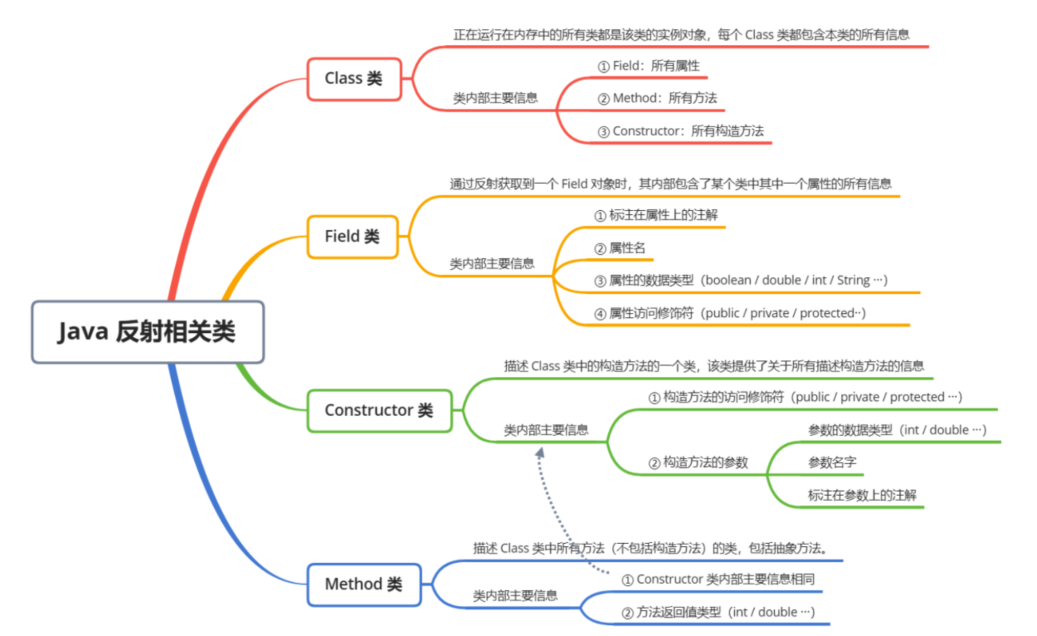 Java 反射相关类
Class 类
正在运行在内存中的所有类都是该类的实例对象，每个 Class 类都包含本类的所有信息
类内部主要信息
① Field：所有属性
② Method：所有方法
③ Constructor：所有构造方法
Field 类
通过反射获取到一个 Field 对象时，其内部包含了某个类中其中一个属性的所有信息
类内部主要信息
① 标注在属性上的注解
② 属性名
③ 属性的数据类型（boolean / double / int / String ···）
④ 属性访问修饰符（public / private / protected··）
Constructor 类
描述 Class 类中的构造方法的一个类，该类提供了关于所有描述构造方法的信息
类内部主要信息
① 构造方法的访问修饰符（public / private / protected ···）
② 构造方法的参数
参数的数据类型（int / double ···）
参数名字
标注在参数上的注解
Method 类
描述 Class 类中所有方法（不包括构造方法）的类，包括抽象方法。
类内部主要信息
① Constructor 类内部主要信息相同
② 方法返回值类型（int / double ···）